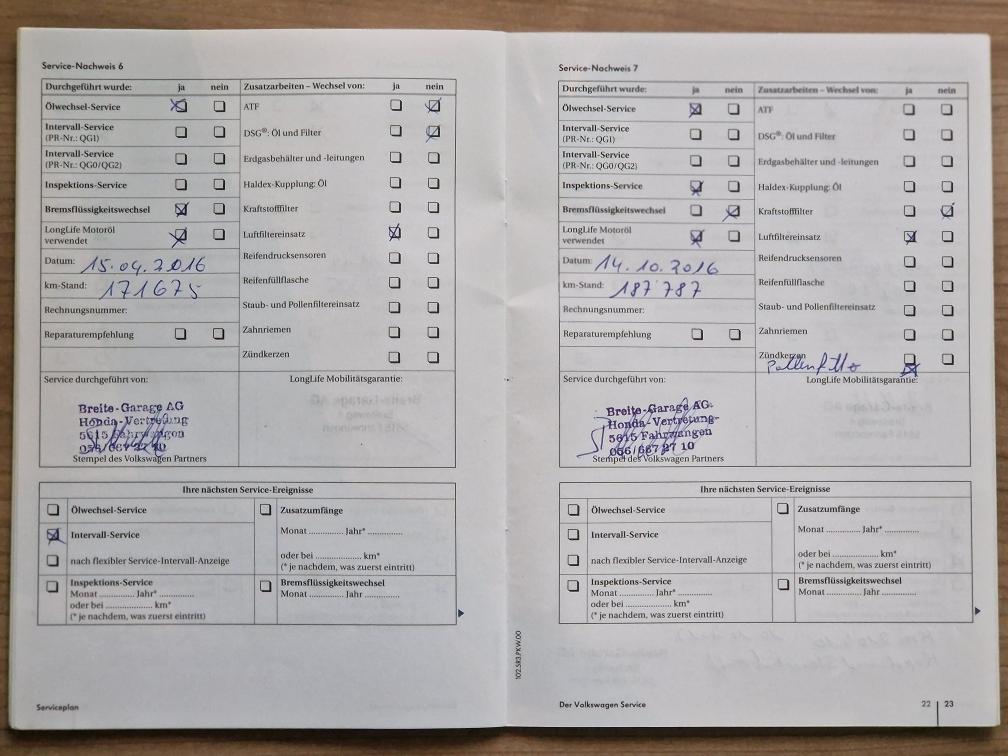 Service-Nachweis 6
Durchgeführt wurde: ja nein
Ölwechsel-Service
Intervall-Service
(PR-Nr.: QG1)
Intervall-Service
(PR-Nr.: QG0/QG2)
Inspektions-Service
Bremsflüssigkeitswechsel
LongLife Motoröl
verwendet
Datum: 15.04.2016
km-Stand: 171675
Rechnungsnummer:
Reparaturempfehlung
Zusatzarbeiten – Wechsel von: ja nein
ATF
DSG®: Öl und Filter
Erdgasbehälter und -leitungen
Haldex-Kupplung: Öl
Kraftstofffilter
Luftfiltereinsatz
Reifendrucksensoren
Reifenfüllflasche
Staub- und Pollenfiltereinsatz
Zahnriemen
Zündkerzen
Service durchgeführt von:
LongLife Mobilitätsgarantie:
Breite-Garage AG
Honda-Vertretung
5615 Fahrwangen
056/667 27 10
Stempel des Volkswagen Partners
Ihre nächsten Service-Ereignisse
Ölwechsel-Service
Intervall-Service
nach flexibler Service-Intervall-Anzeige
Inspektions-Service
Monat ............ Jahr* ............
oder bei ............... km*
(* je nachdem, was zuerst eintritt)
Zusatzumfänge
Monat ............ Jahr* ............
oder bei ............... km*
(* je nachdem, was zuerst eintritt)
Bremsflüssigkeitswechsel
Monat ............ Jahr ............
Serviceplan
Service-Nachweis 7
Durchgeführt wurde: ja nein
Ölwechsel-Service
Intervall-Service
(PR-Nr.: QG1)
Intervall-Service
(PR-Nr.: QG0/QG2)
Inspektions-Service
Bremsflüssigkeitswechsel
LongLife Motoröl
verwendet
Datum: 14.10.2016
km-Stand: 187'787
Rechnungsnummer:
Reparaturempfehlung
Zusatzarbeiten – Wechsel von: ja nein
ATF
DSG®: Öl und Filter
Erdgasbehälter und -leitungen
Haldex-Kupplung: Öl
Kraftstofffilter
Luftfiltereinsatz
Reifendrucksensoren
Reifenfüllflasche
Staub- und Pollenfiltereinsatz
Zahnriemen
Zündkerzen
Service durchgeführt von:
LongLife Mobilitätsgarantie:
Breite-Garage AG
Honda-Vertretung
5615 Fahrwangen
056/667 27 10
Stempel des Volkswagen Partners
Ihre nächsten Service-Ereignisse
Ölwechsel-Service
Intervall-Service
nach flexibler Service-Intervall-Anzeige
Inspektions-Service
Monat ............ Jahr* ............
oder bei ............... km*
(* je nachdem, was zuerst eintritt)
Zusatzumfänge
Monat ............ Jahr* ............
oder bei ............... km*
(* je nachdem, was zuerst eintritt)
Bremsflüssigkeitswechsel
Monat ............ Jahr ............
102.5R3.PKW.00
Der Volkswagen Service
22 | 23